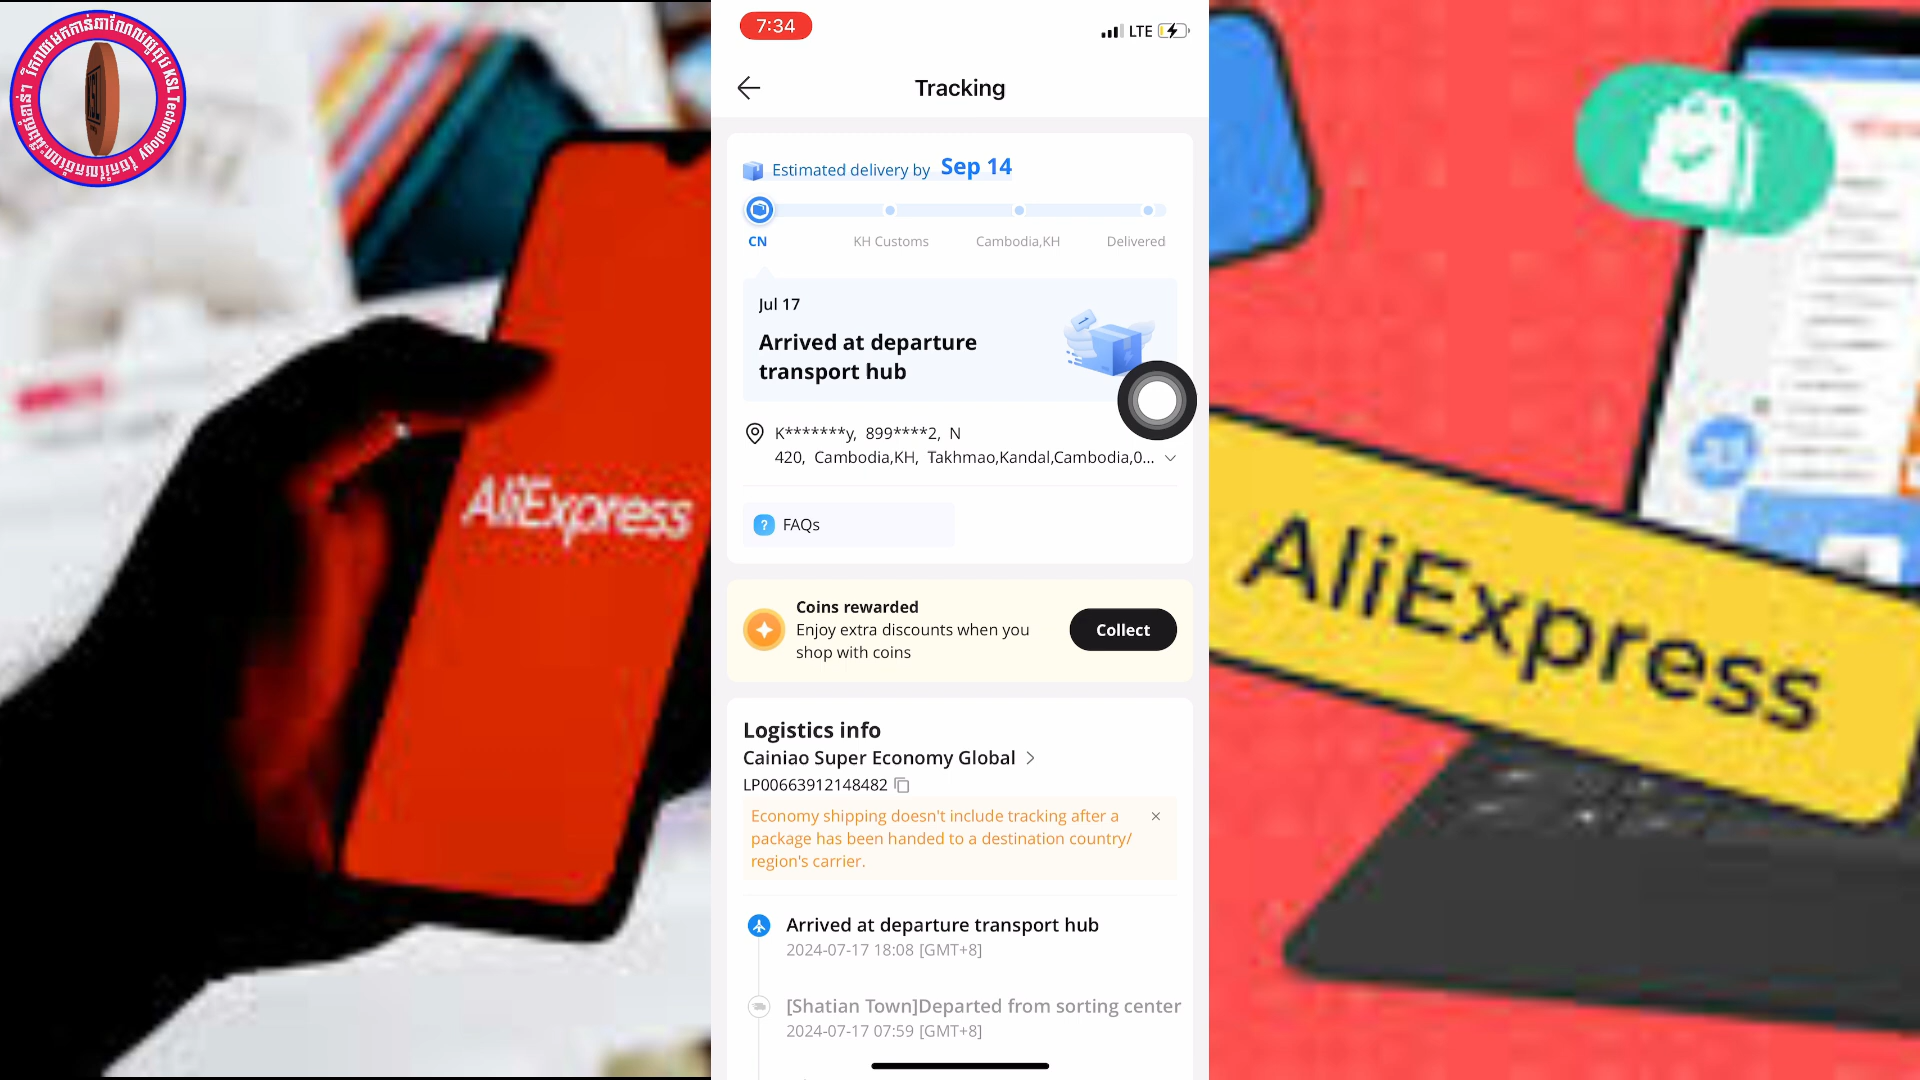 KSL Technology
AliExpress
7:34
LTE
Tracking
Estimated delivery by Sep 14
CN
KH Customs
Cambodia,KH
Delivered
Jul 17
Arrived at departure
transport hub
K*******y, 899****2, N
420, Cambodia,KH, Takhmao,Kandal,Cambodia,0...
? FAQs
Coins rewarded
Enjoy extra discounts when you
shop with coins
Collect
Logistics info
Cainiao Super Economy Global
LP00663912148482
Economy shipping doesn't include tracking after a
package has been handed to a destination country/
region's carrier.
Arrived at departure transport hub
2024-07-17 18:08 [GMT+8]
[Shatian Town]Departed from sorting center
2024-07-17 07:59 [GMT+8]
AliExpress